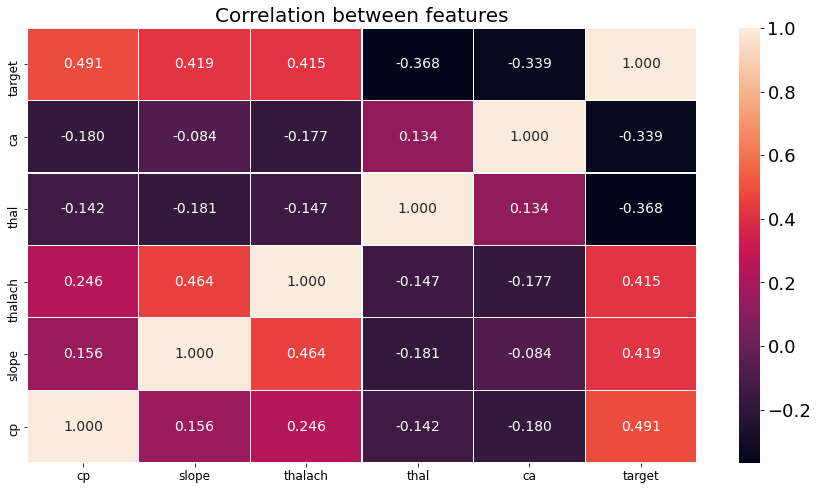 Correlation between features
target 0.491 0.419 0.415 -0.368 -0.339 1.000
ca -0.180 -0.084 -0.177 0.134 1.000 -0.339
thal -0.142 -0.181 -0.147 1.000 0.134 -0.368
thalach 0.246 0.464 1.000 -0.147 -0.177 0.415
slope 0.156 1.000 0.464 -0.181 -0.084 0.419
cp 1.000 0.156 0.246 -0.142 -0.180 0.491
cp slope thalach thal ca target
1.0
0.8
0.6
0.4
0.2
0.0
−0.2